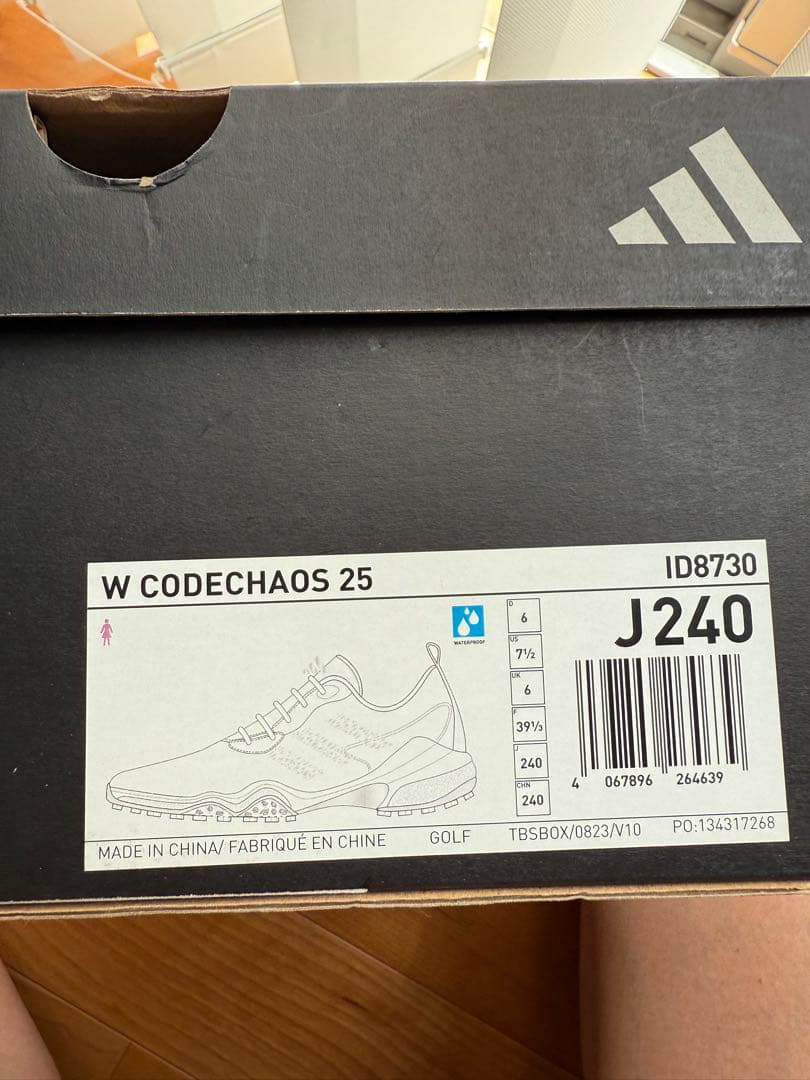 W CODECHAOS 25
ID8730
WATERPROOF
J240
D
6
US
7½
UK
6
F
39⅓
J
240
CHN
240
4 067896 264639
MADE IN CHINA/ FABRIQUÉ EN CHINE
GOLF
TBSBOX/0823/V10
PO:134317268